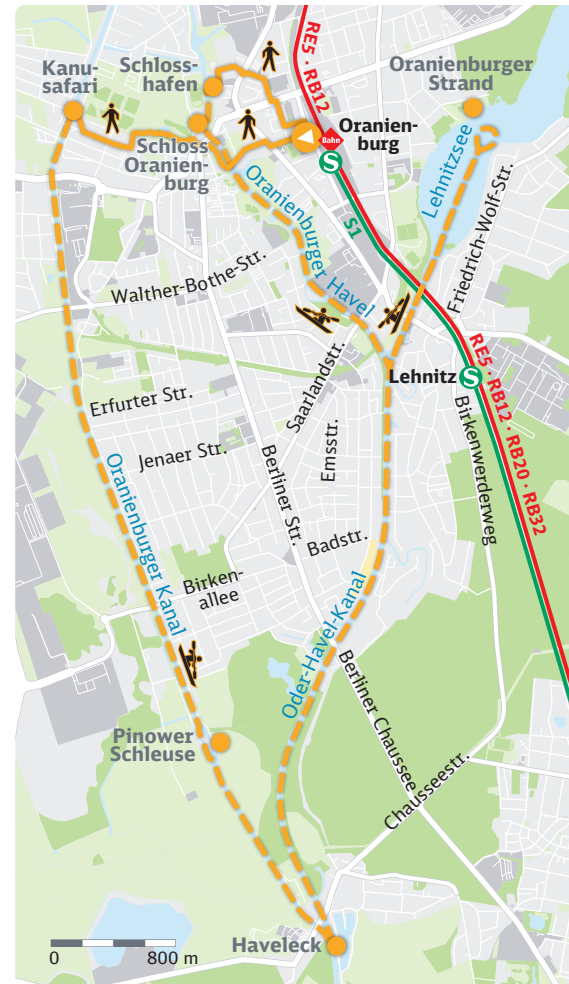 RE5 · RB12
Kanu-
safari
Schloss-
hafen
Oranienburger
Strand
Schloss
Oranien-
burg
Bahn
Oranien-
burg
S
S1
Lehnitzsee
Friedrich-Wolf-Str.
Oranienburger Havel
Walther-Bothe-Str.
Lehnitz
S
RE5 · RB12 · RB20 · RB32
Saarlandstr.
Erfurter Str.
Emsstr.
Birkenwerderweg
Jenaer Str.
Berliner Str.
Oranienburger Kanal
Badstr.
Birken-
allee
Oder-Havel-Kanal
Berliner Chaussee
Pinower
Schleuse
Chausseestr.
Haveleck
0 800 m